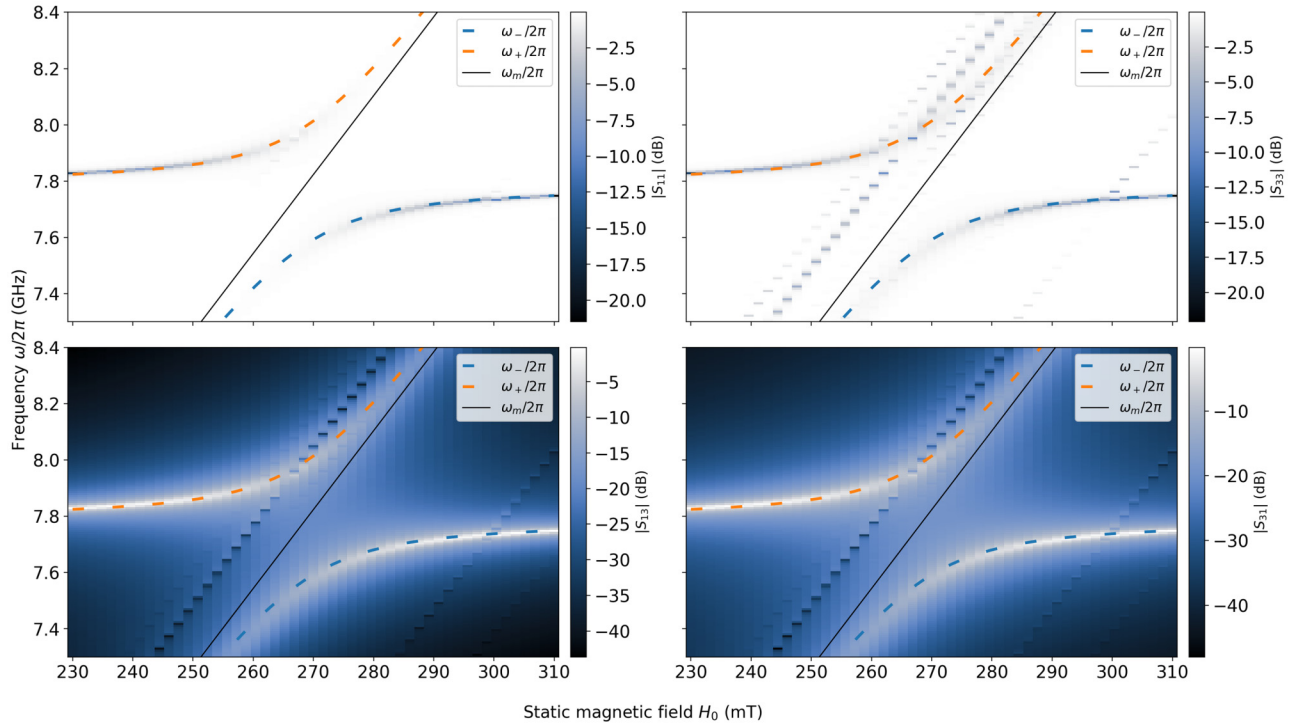 8.4
8.2
8.0
7.8
7.6
7.4
ω₋/2π
ω₊/2π
ωₘ/2π
−2.5
−5.0
−7.5
−10.0
−12.5
−15.0
−17.5
−20.0
|S₁₁| (dB)
ω₋/2π
ω₊/2π
ωₘ/2π
−2.5
−5.0
−7.5
−10.0
−12.5
−15.0
−17.5
−20.0
|S₃₃| (dB)
Frequency ω/2π (GHz)
8.4
8.2
8.0
7.8
7.6
7.4
230 240 250 260 270 280 290 300 310
ω₋/2π
ω₊/2π
ωₘ/2π
−5
−10
−15
−20
−25
−30
−35
−40
|S₁₃| (dB)
230 240 250 260 270 280 290 300 310
ω₋/2π
ω₊/2π
ωₘ/2π
−10
−20
−30
−40
|S₃₁| (dB)
Static magnetic field H₀ (mT)